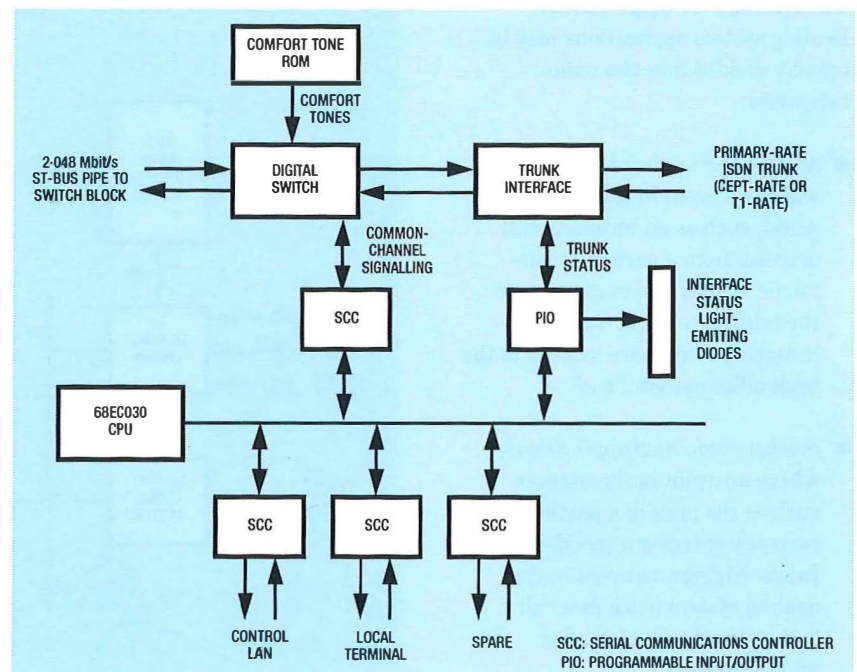 COMFORT TONE
ROM
COMFORT
TONES
2·048 Mbit/s
ST-BUS PIPE TO
SWITCH BLOCK
DIGITAL
SWITCH
TRUNK
INTERFACE
PRIMARY-RATE
ISDN TRUNK
(CEPT-RATE OR
T1-RATE)
COMMON-
CHANNEL
SIGNALLING
TRUNK
STATUS
SCC
PIO
INTERFACE
STATUS
LIGHT-
EMITTING
DIODES
68EC030
CPU
SCC
SCC
SCC
CONTROL
LAN
LOCAL
TERMINAL
SPARE
SCC: SERIAL COMMUNICATIONS CONTROLLER
PIO: PROGRAMMABLE INPUT/OUTPUT